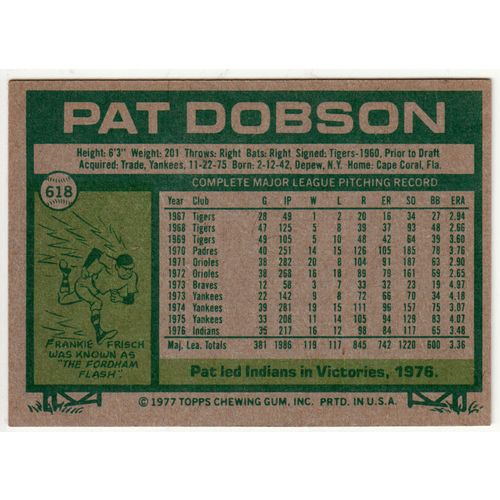 PAT DOBSON
618
Height: 6'3" Weight: 201 Throws: Right Bats: Right Signed: Tigers-1960, Prior to Draft
Acquired: Trade, Yankees, 11-22-75 Born: 2-12-42, Depew, N.Y. Home: Cape Coral, Fla.
COMPLETE MAJOR LEAGUE PITCHING RECORD
Year Club G IP W L R ER SO BB ERA
1967 Tigers 28 49 1 2 20 16 34 27 2.94
1968 Tigers 47 125 5 8 48 37 93 48 2.66
1969 Tigers 49 105 5 10 48 42 64 39 3.60
1970 Padres 40 251 14 15 126 105 185 78 3.76
1971 Orioles 38 282 20 8 104 91 187 63 2.90
1972 Orioles 38 268 16 18 89 79 161 69 2.65
1973 Braves 12 58 3 7 33 32 23 19 4.97
1973 Yankees 22 142 9 8 72 66 70 34 4.18
1974 Yankees 39 281 19 15 111 96 157 75 3.07
1975 Yankees 33 208 11 14 105 94 129 83 4.07
1976 Indians 35 217 16 12 84 117 65 3.48
Maj. Lea. Totals 381 1986 119 117 845 742 1220 600 3.36
FRANKIE FRISCH
WAS KNOWN AS
"THE FORDHAM
FLASH."
Pat led Indians in Victories, 1976.
© 1977 TOPPS CHEWING GUM, INC. PRTD. IN U.S.A.